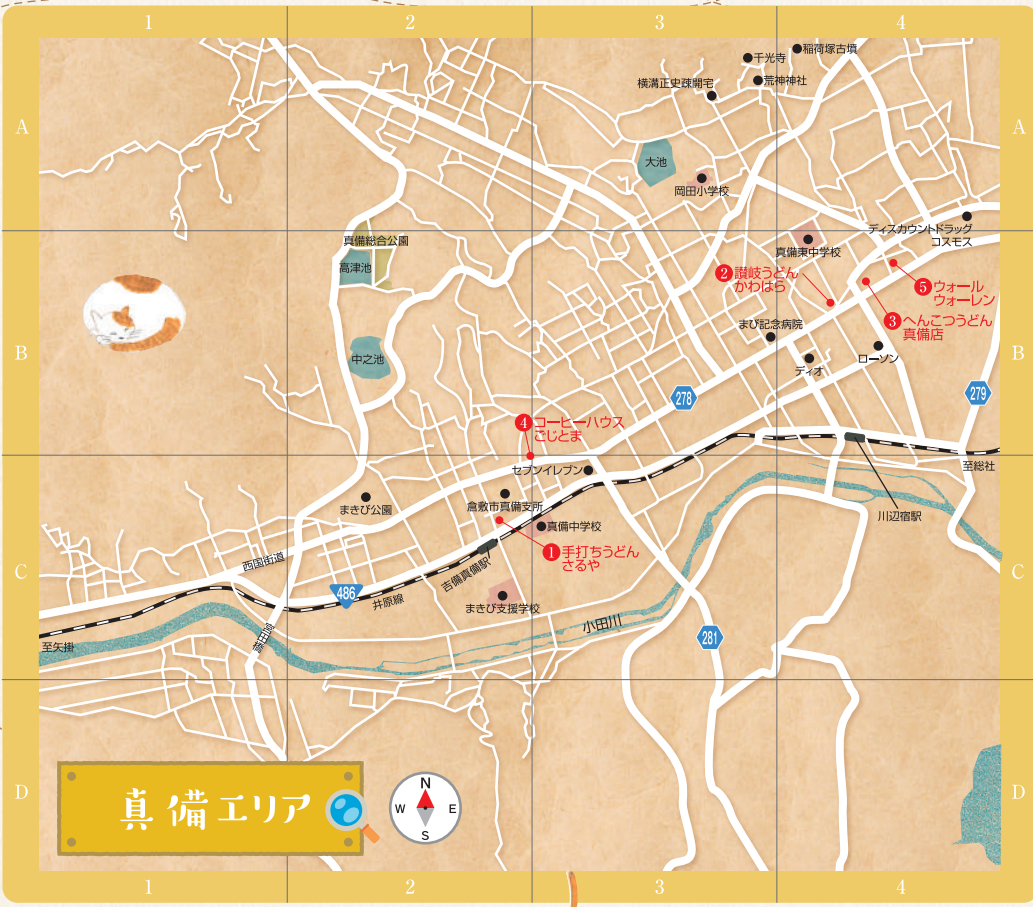 1
2
3
4
A
A
千光寺
稲荷塚古墳
横溝正史疎開宅
荒神神社
大池
岡田小学校
ディスカウントドラッグ
コスモス
真備総合公園
高津池
真備東中学校
2 讃岐うどん
かわはら
5 ウォール
ウォーレン
3 へんこつうどん
真備店
まび記念病院
B
B
中之池
ディオ
ローソン
278
279
4 コーヒーハウス
ごじとま
セブンイレブン
至総社
まきび公園
倉敷市真備支所
真備中学校
川辺宿駅
1 手打ちうどん
さるや
C
C
西国街道
吉備真備駅
486
井原線
まきび支援学校
小田川
281
宮田橋
至矢掛
D
D
真備エリア
N
W
E
S
1
2
3
4